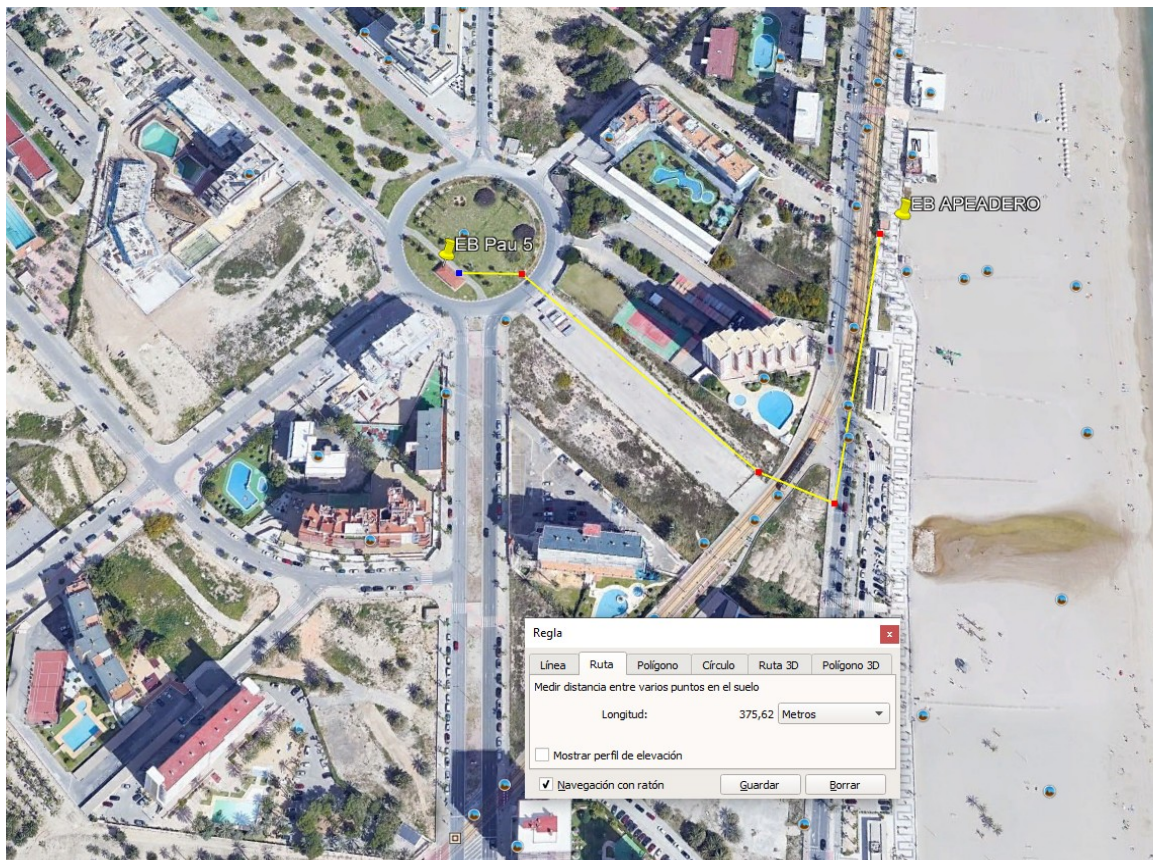 EB APEADERO
EB Pau 5
Regla
x
Línea Ruta Polígono Círculo Ruta 3D Polígono 3D
Medir distancia entre varios puntos en el suelo
Longitud: 375,62 Metros
Mostrar perfil de elevación
Navegación con ratón Guardar Borrar